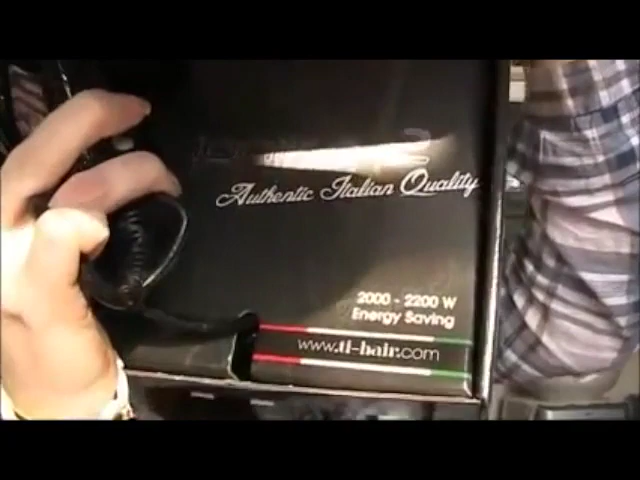 Authentic Italian Quality
2000 - 2200 W
Energy Saving
www.ti-hair.com